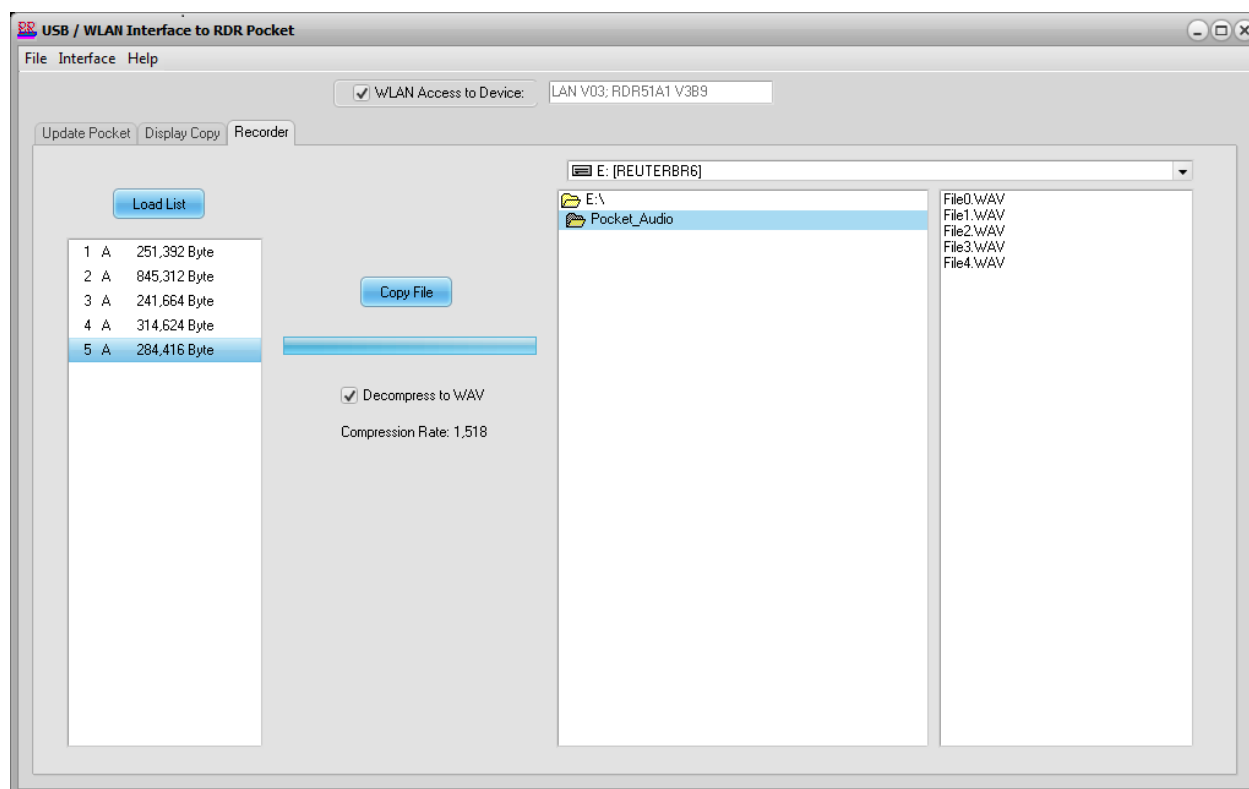 USB / WLAN Interface to RDR Pocket
File Interface Help
WLAN Access to Device: LAN V03; RDR51A1 V3B9
Update Pocket Display Copy Recorder
E: [REUTERBR6]
Load List
E:\
Pocket_Audio
File0.WAV
File1.WAV
File2.WAV
File3.WAV
File4.WAV
1 A 251,392 Byte
2 A 845,312 Byte
3 A 241,664 Byte
4 A 314,624 Byte
5 A 284,416 Byte
Copy File
Decompress to WAV
Compression Rate: 1,518